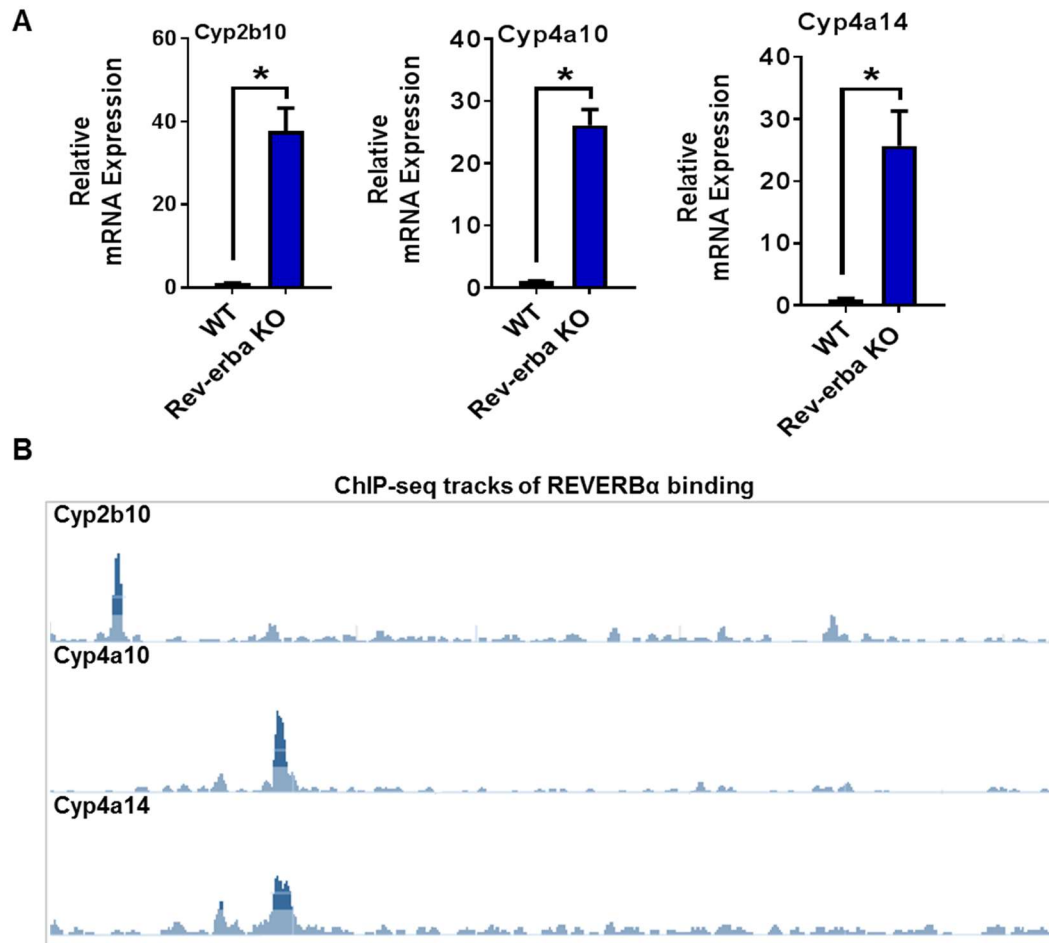 A
Cyp2b10
Relative
mRNA Expression
60
40
20
0
*
WT
Rev-erba KO
Cyp4a10
Relative
mRNA Expression
40
30
20
10
0
*
WT
Rev-erba KO
Cyp4a14
Relative
mRNA Expression
40
30
20
10
0
*
WT
Rev-erba KO
B
ChIP-seq tracks of REVERBα binding
Cyp2b10
Cyp4a10
Cyp4a14